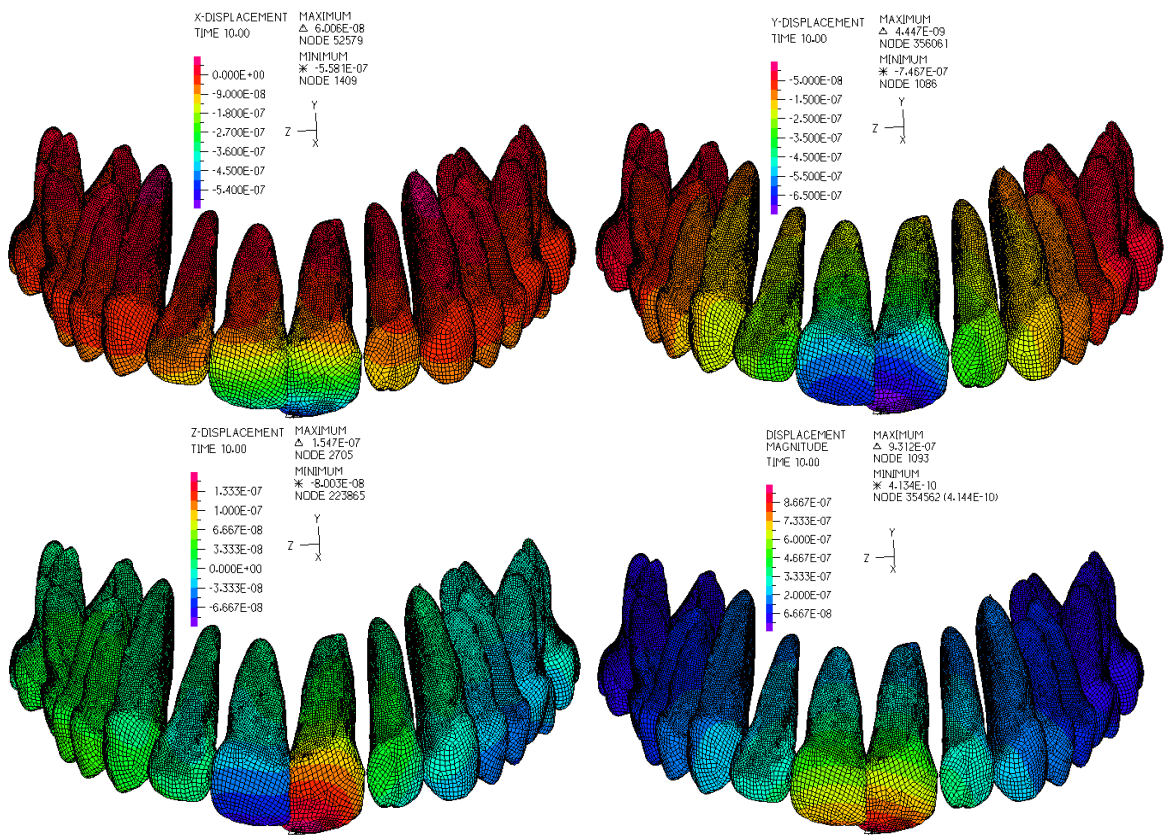 X-DISPLACEMENT
TIME 10.00
MAXIMUM
△ 6.006E-08
NODE 52579
MINIMUM
✳ -5.581E-07
NODE 1409
0.000E+00
-9.000E-08
-1.800E-07
-2.700E-07
-3.600E-07
-4.500E-07
-5.400E-07
Y
Z
X
Y-DISPLACEMENT
TIME 10.00
MAXIMUM
△ 4.447E-09
NODE 356061
MINIMUM
✳ -7.467E-07
NODE 1086
-5.000E-08
-1.500E-07
-2.500E-07
-3.500E-07
-4.500E-07
-5.500E-07
-6.500E-07
Y
Z
X
Z-DISPLACEMENT
TIME 10.00
MAXIMUM
△ 1.547E-07
NODE 2705
MINIMUM
✳ -8.003E-08
NODE 223865
1.333E-07
1.000E-07
6.667E-08
3.333E-08
0.000E+00
-3.333E-08
-6.667E-08
Y
Z
X
DISPLACEMENT
MAGNITUDE
TIME 10.00
MAXIMUM
△ 9.312E-07
NODE 1093
MINIMUM
✳ 4.134E-10
NODE 354562 (4.144E-10)
8.667E-07
7.333E-07
6.000E-07
4.667E-07
3.333E-07
2.000E-07
6.667E-08
Y
Z
X